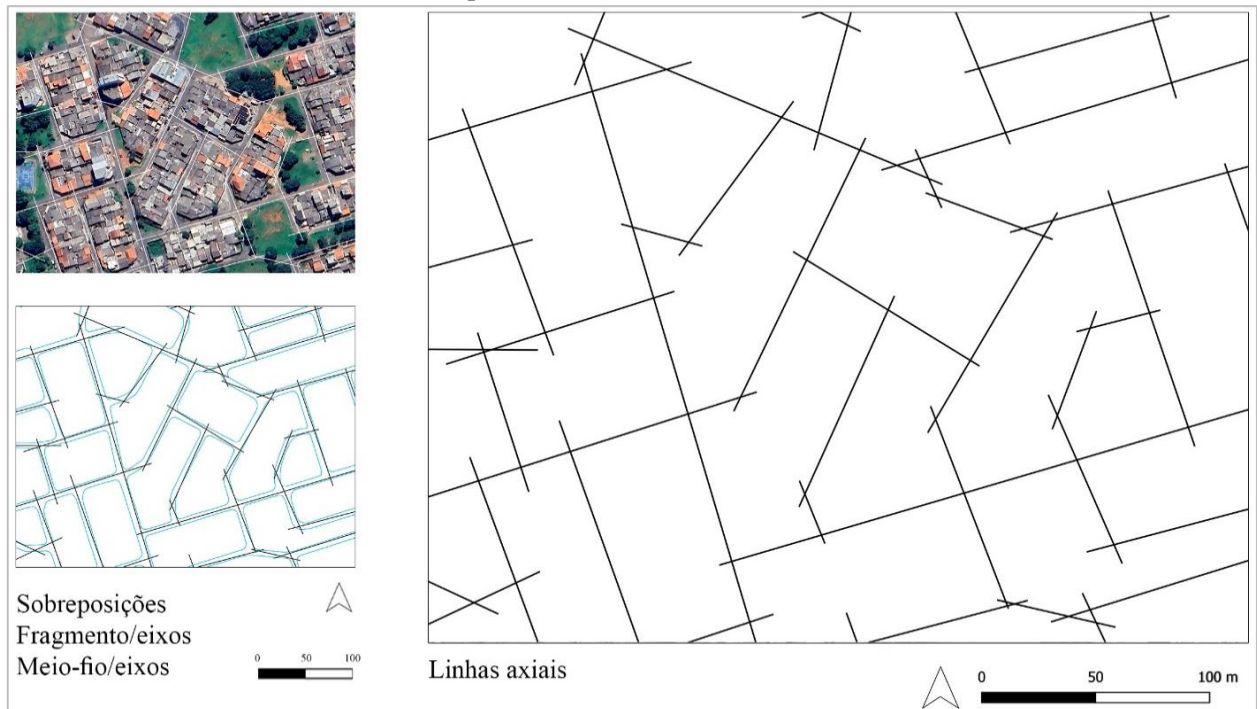 Sobreposições
Fragmento/eixos
Meio-fio/eixos
0 50 100
Linhas axiais
0 50 100 m